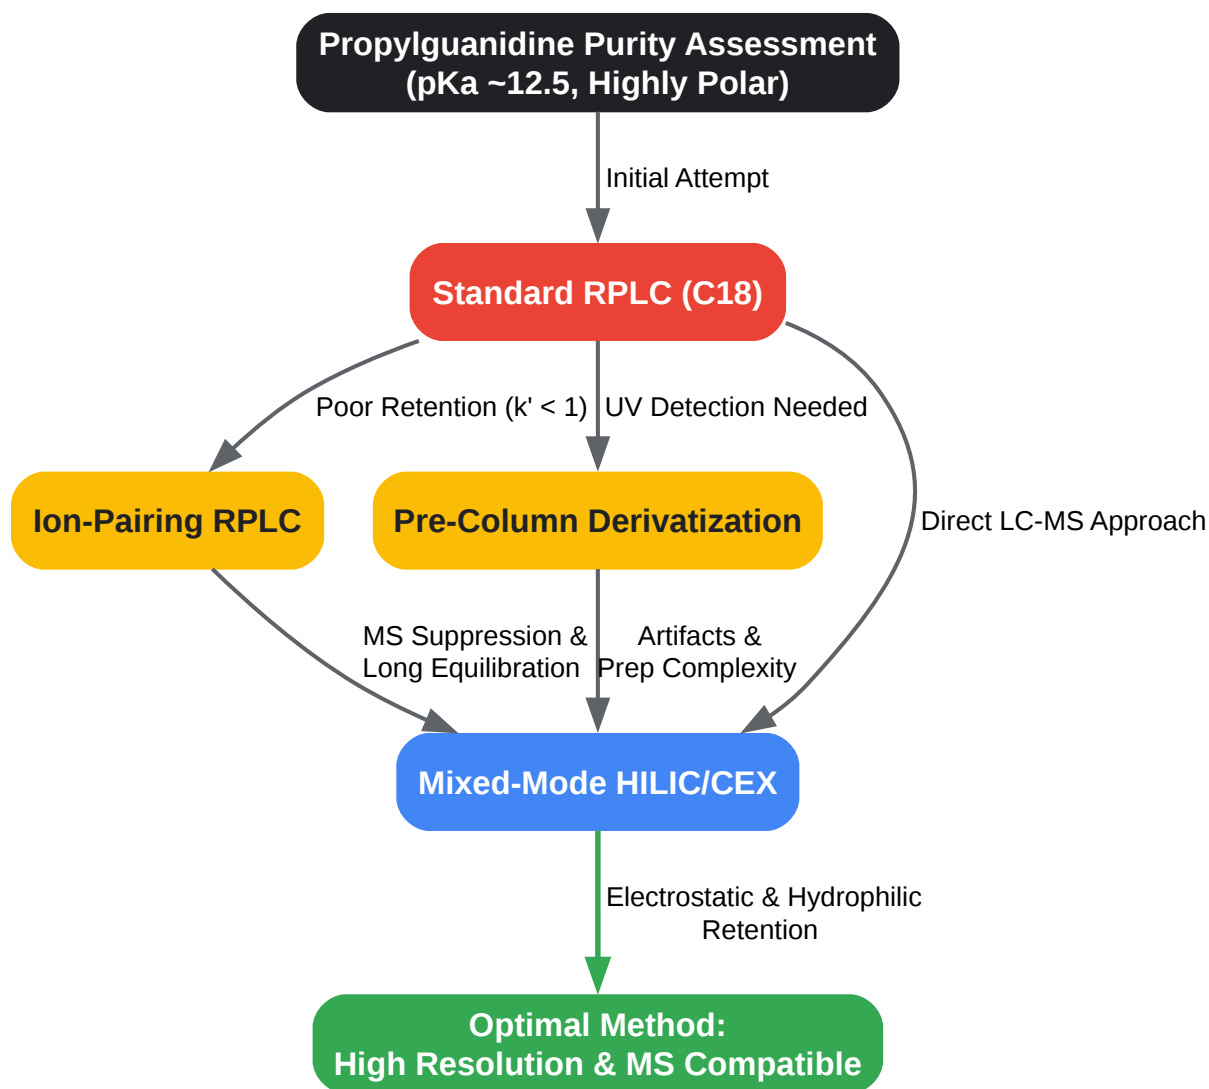 Propylguanidine Purity Assessment
(pKa ~12.5, Highly Polar)
Initial Attempt
Standard RPLC (C18)
Poor Retention (k' < 1)
UV Detection Needed
Ion-Pairing RPLC
Pre-Column Derivatization
Direct LC-MS Approach
MS Suppression &
Long Equilibration
Artifacts &
Prep Complexity
Mixed-Mode HILIC/CEX
Electrostatic & Hydrophilic
Retention
Optimal Method:
High Resolution & MS Compatible